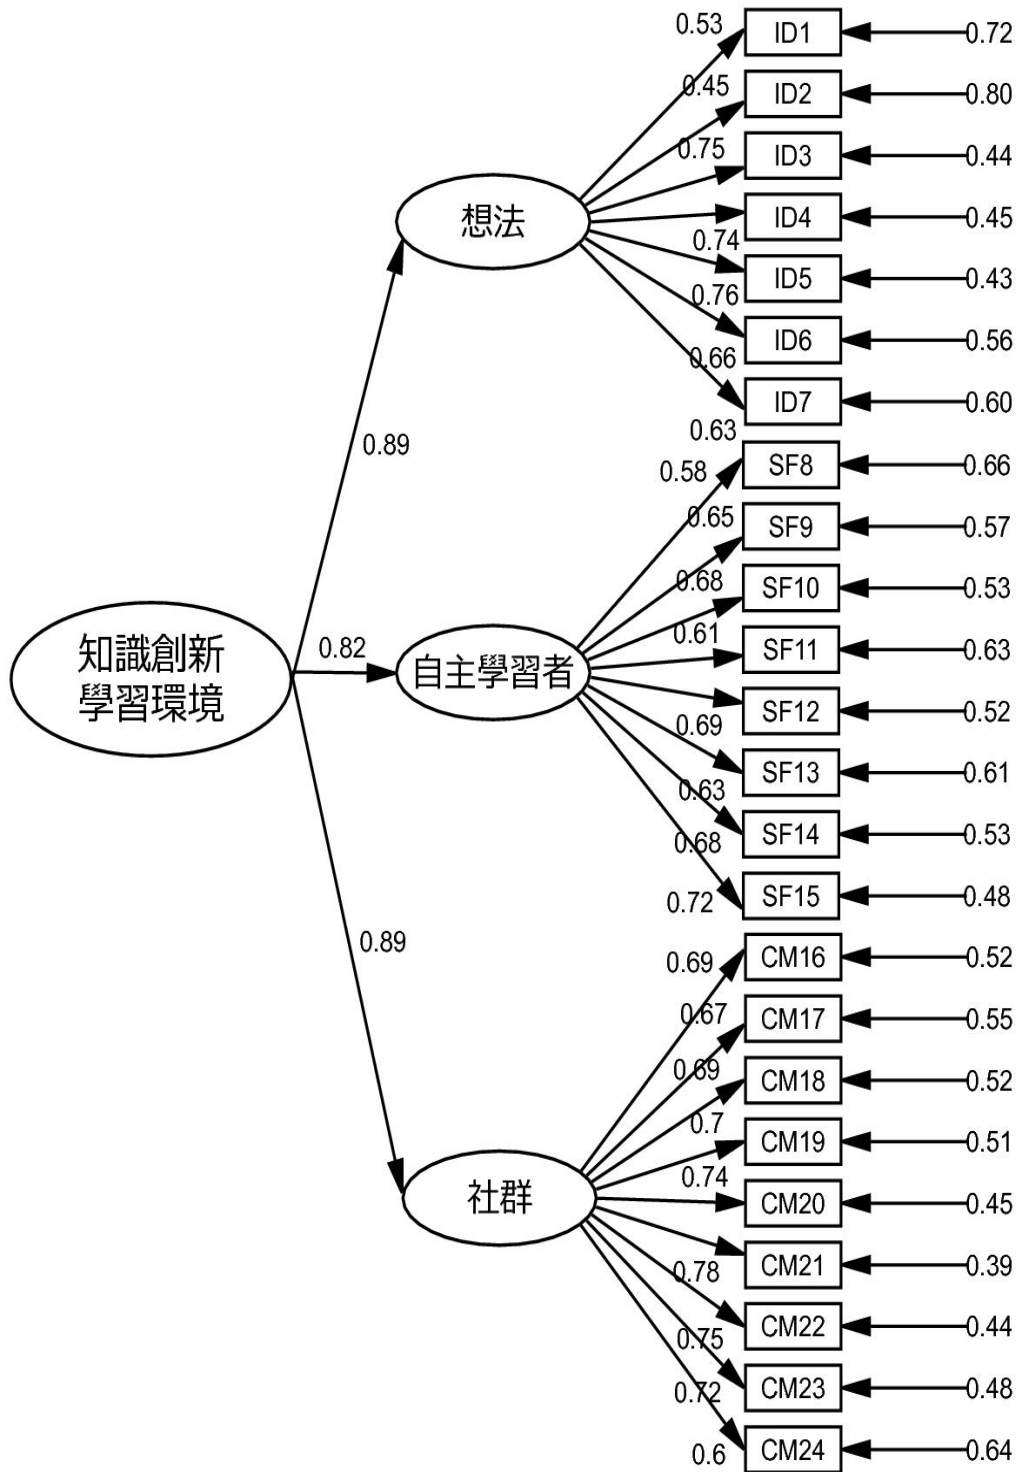 0.53
ID1
0.72
0.45
ID2
0.80
0.75
ID3
0.44
ID4
0.45
0.74
ID5
0.43
0.76
ID6
0.56
0.66
ID7
0.60
0.63
想法
0.89
0.58
SF8
0.66
0.65
SF9
0.57
0.68
SF10
0.53
0.61
SF11
0.63
SF12
0.52
0.69
SF13
0.61
0.63
SF14
0.53
0.68
SF15
0.48
0.72
知識創新
學習環境
0.82
自主學習者
0.89
0.69
CM16
0.52
0.67
CM17
0.55
0.69
CM18
0.52
0.7
CM19
0.51
0.74
CM20
0.45
CM21
0.39
0.78
CM22
0.44
0.75
CM23
0.48
0.72
CM24
0.64
0.6
社群